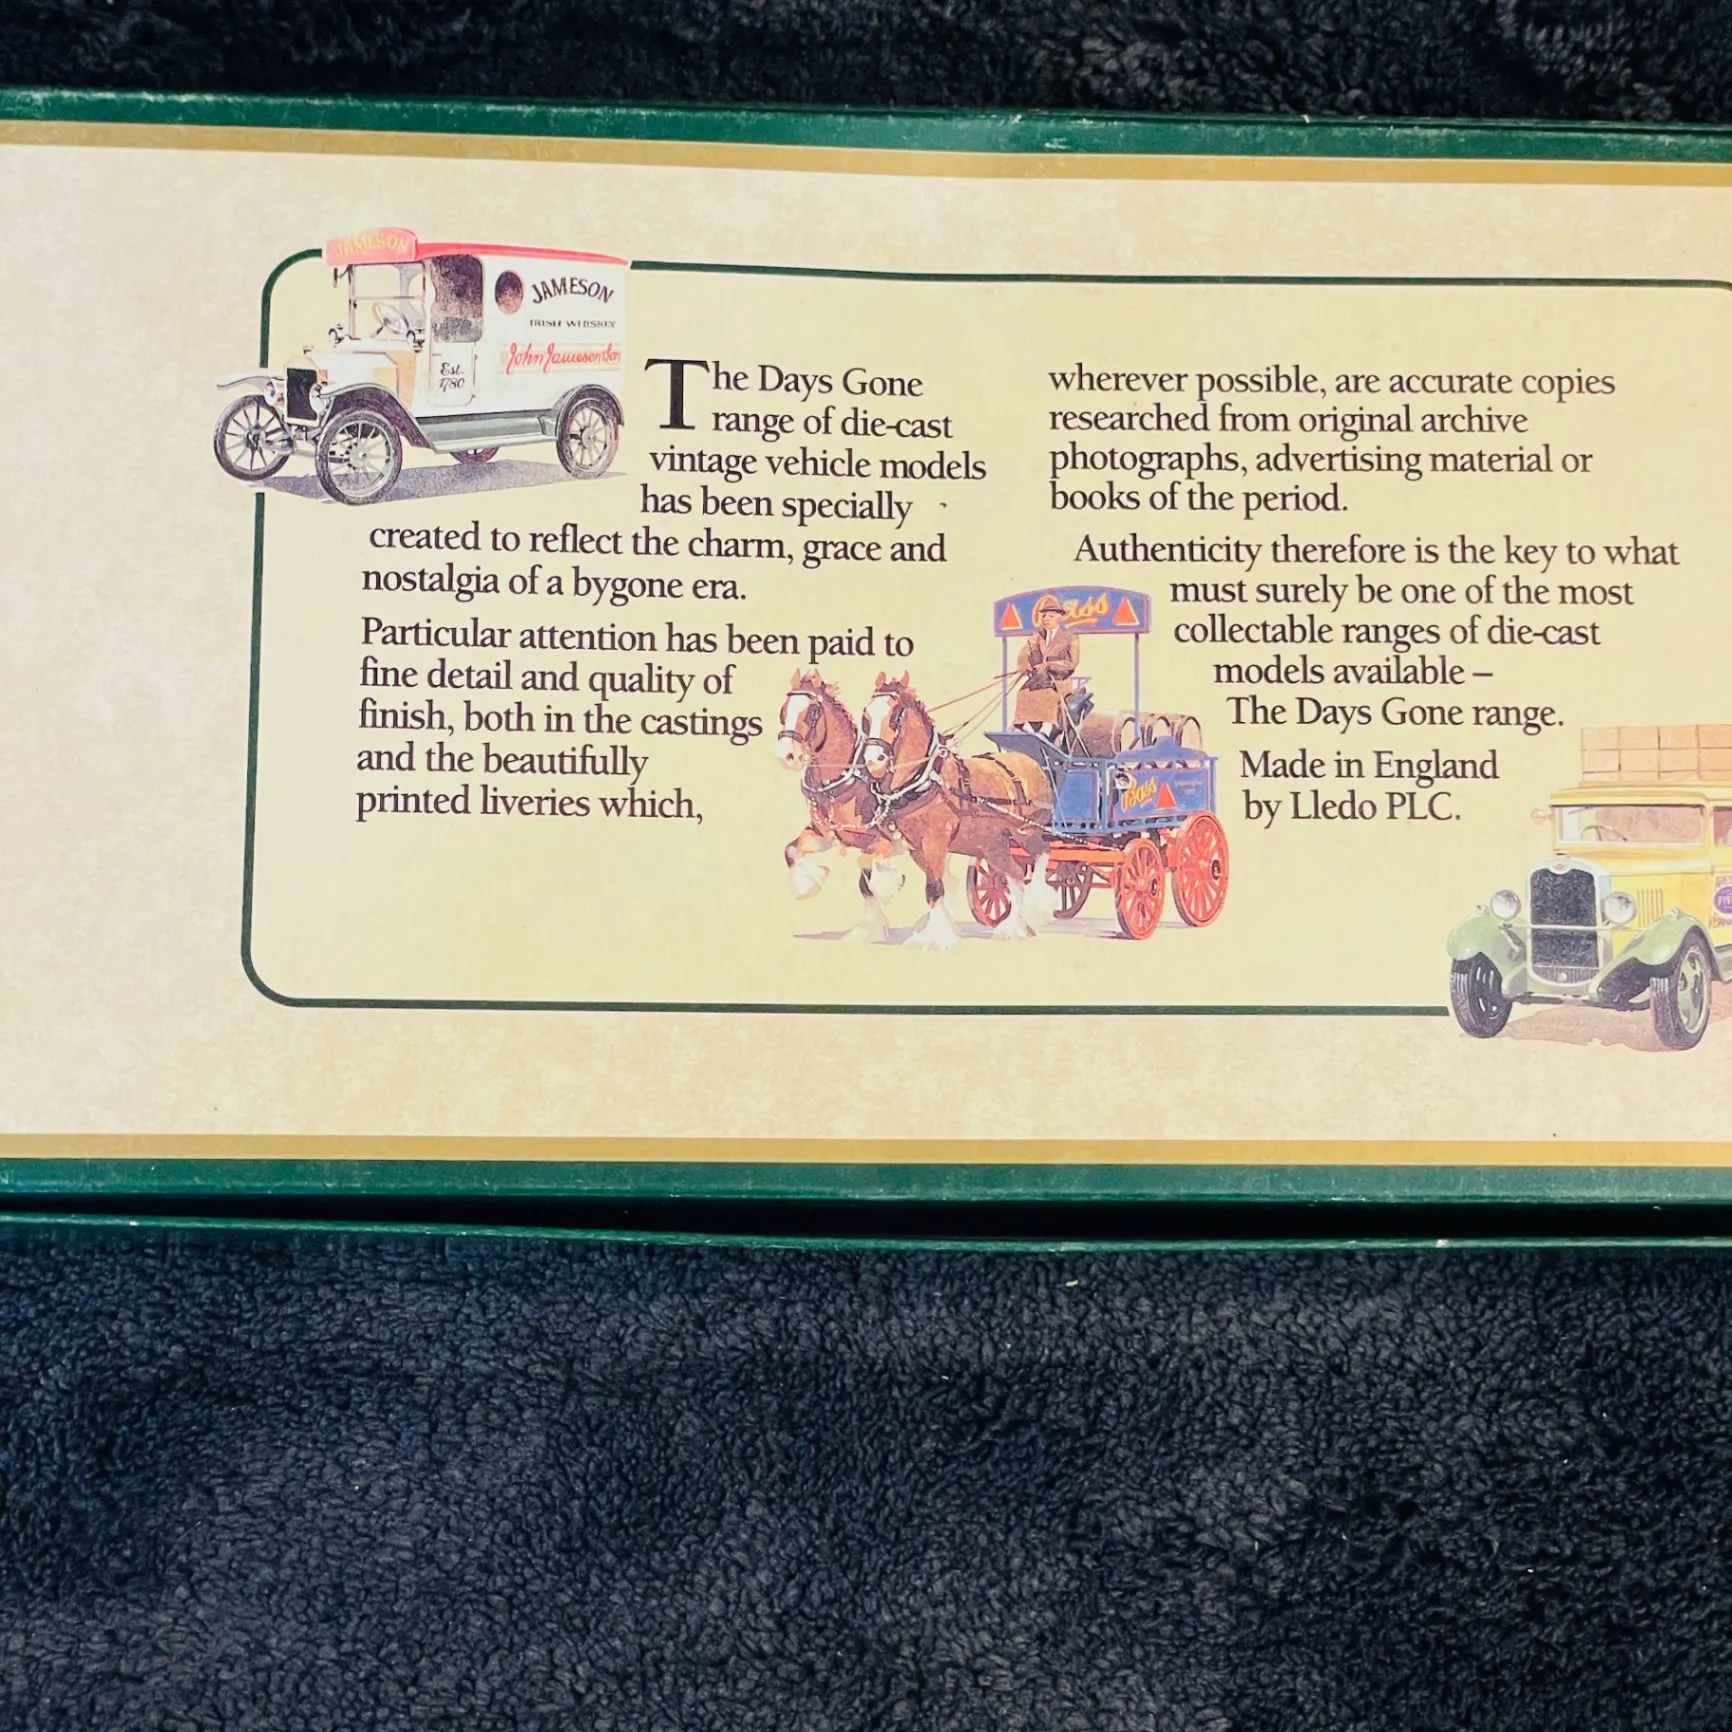 JAMESON
JAMESON
IRISH WHISKEY
John Jameson & Son
Est.
1780
The Days Gone
range of die-cast
vintage vehicle models
has been specially
created to reflect the charm, grace and
nostalgia of a bygone era.
Particular attention has been paid to
fine detail and quality of
finish, both in the castings
and the beautifully
printed liveries which,
wherever possible, are accurate copies
researched from original archive
photographs, advertising material or
books of the period.
Authenticity therefore is the key to what
must surely be one of the most
collectable ranges of die-cast
models available –
The Days Gone range.
Made in England
by Lledo PLC.
Bass
Bass